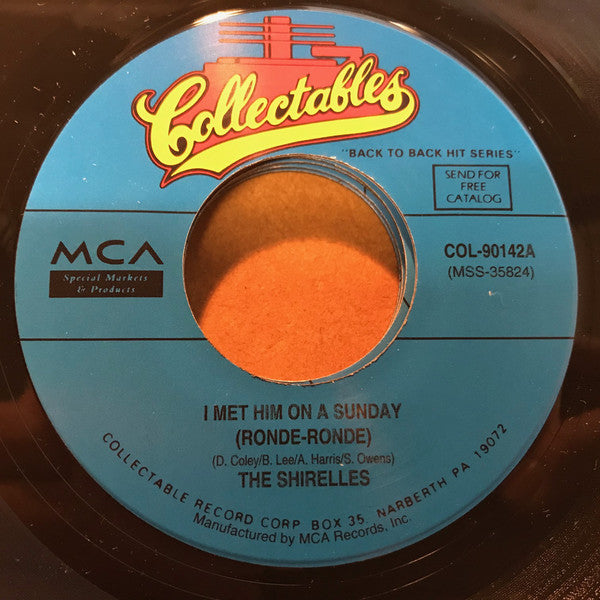 Collectables
"BACK TO BACK HIT SERIES"
SEND FOR
FREE
CATALOG
MCA
Special Markets
& Products
COL-90142A
(MSS-35824)
I MET HIM ON A SUNDAY
(RONDE-RONDE)
(D. Coley/B. Lee/A. Harris/S. Owens)
THE SHIRELLES
COLLECTABLE RECORD CORP. BOX 35, NARBERTH PA 19072
Manufactured by MCA Records, Inc.